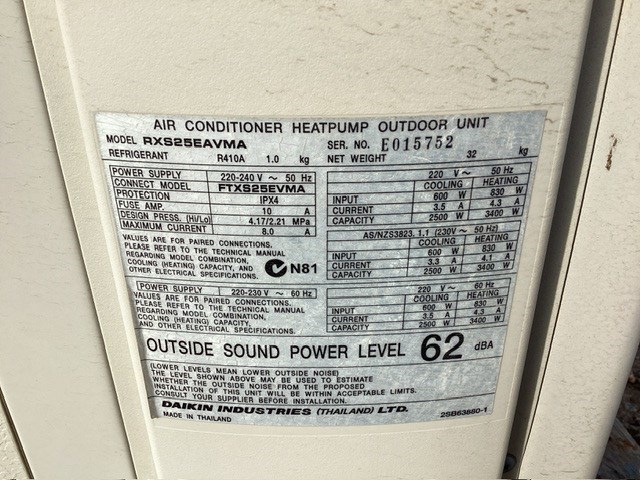 AIR CONDITIONER HEATPUMP OUTDOOR UNIT
MODEL RXS25EAVMA SER. NO. E015752
REFRIGERANT R410A 1.0 kg NET WEIGHT 32 kg
POWER SUPPLY 220-240 V ~ 50 Hz
CONNECT MODEL FTXS25EVMA
PROTECTION IPX4
FUSE AMP. 10 A
DESIGN PRESS. (Hi/Lo) 4.17/2.21 MPa
MAXIMUM CURRENT 8.0 A
VALUES ARE FOR PAIRED CONNECTIONS.
PLEASE REFER TO THE TECHNICAL MANUAL
REGARDING MODEL COMBINATION,
COOLING (HEATING) CAPACITY, AND
OTHER ELECTRICAL SPECIFICATIONS.
N81
220 V ~ 50 Hz
COOLING HEATING
INPUT 600 W 830 W
CURRENT 3.5 A 4.3 A
CAPACITY 2500 W 3400 W
AS/NZS3823.1.1 (230V ~ 50 Hz)
COOLING HEATING
INPUT 600 W 830 W
CURRENT 3.3 A 4.1 A
CAPACITY 2500 W 3400 W
POWER SUPPLY 220-230 V ~ 60 Hz
VALUES ARE FOR PAIRED CONNECTIONS.
PLEASE REFER TO THE TECHNICAL MANUAL
REGARDING MODEL COMBINATION,
COOLING (HEATING) CAPACITY,
AND OTHER ELECTRICAL SPECIFICATIONS.
220 V ~ 60 Hz
COOLING HEATING
INPUT 600 W 830 W
CURRENT 3.5 A 4.3 A
CAPACITY 2500 W 3400 W
OUTSIDE SOUND POWER LEVEL 62 dBA
(LOWER LEVELS MEAN LOWER OUTSIDE NOISE)
THE LEVEL SHOWN ABOVE MAY BE USED TO ESTIMATE
WHETHER THE OUTSIDE NOISE FROM THE PROPOSED
INSTALLATION OF THIS UNIT WILL BE WITHIN ACCEPTABLE LIMITS.
CONSULT YOUR SUPPLIER BEFORE INSTALLATION.
DAIKIN INDUSTRIES (THAILAND) LTD.
MADE IN THAILAND 2SB63880-1